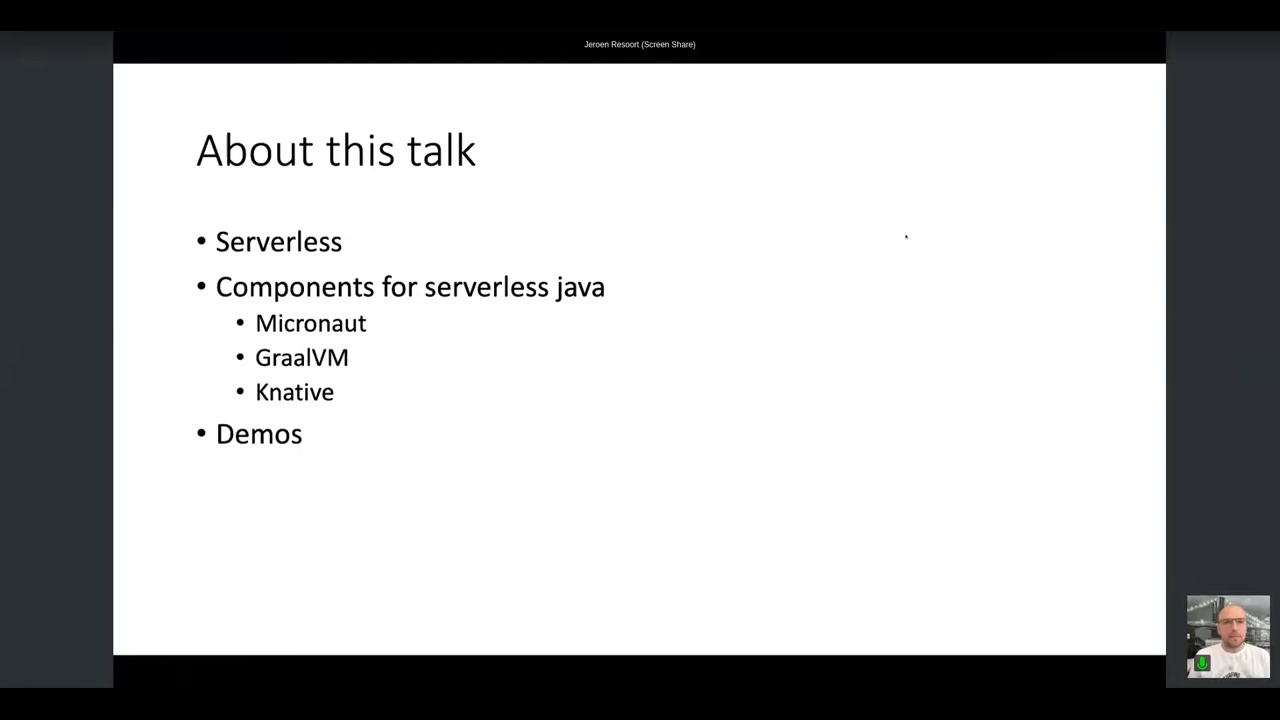 Jeroen Resoort (Screen Share)
About this talk
• Serverless
• Components for serverless java
• Micronaut
• GraalVM
• Knative
• Demos